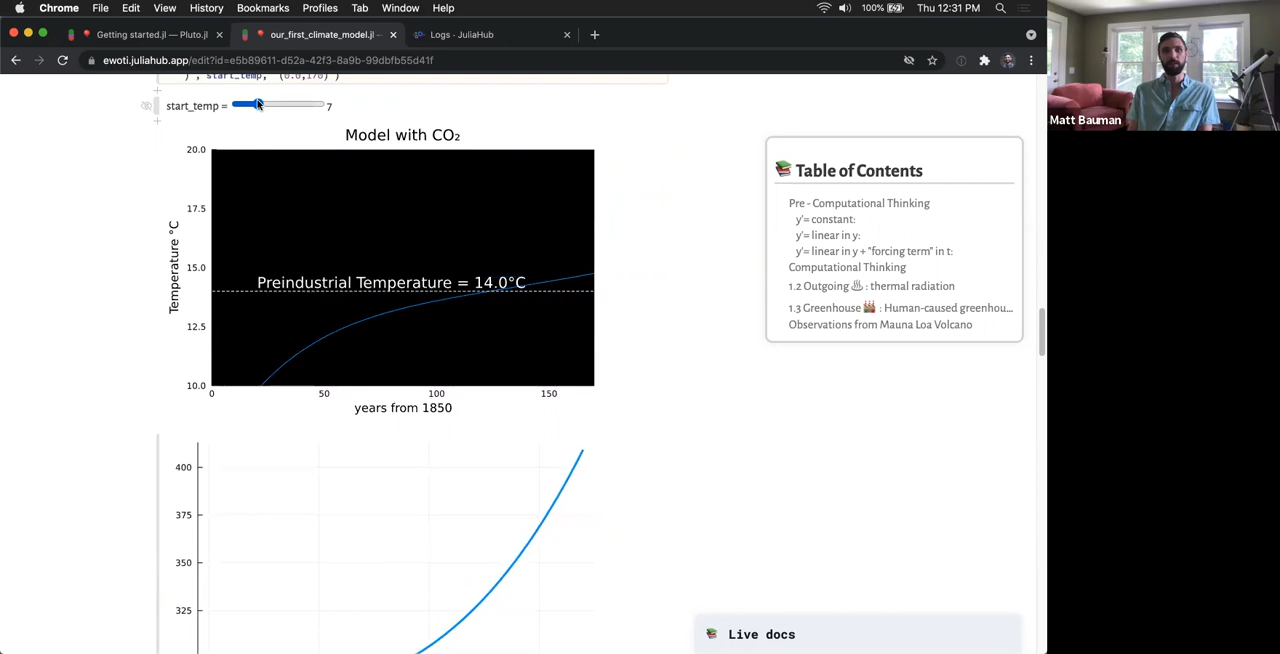 Chrome File Edit View History Bookmarks Profiles Tab Window Help 100% Thu 12:31 PM
Getting started.jl — Pluto.jl our_first_climate_model.jl - Logs · JuliaHub
ewoti.juliahub.app/edit?id=e5b89611-d52a-42f3-8a9b-99dbfb55d41f
) , start_temp, (0.0,170) )
start_temp = 7
Model with CO₂
20.0
17.5
15.0
12.5
10.0
Temperature °C
Preindustrial Temperature = 14.0°C
0 50 100 150
years from 1850
400
375
350
325
Table of Contents
Pre - Computational Thinking
y'= constant:
y'= linear in y:
y'= linear in y + "forcing term" in t:
Computational Thinking
1.2 Outgoing ♨ : thermal radiation
1.3 Greenhouse 🏭 : Human-caused greenhou...
Observations from Mauna Loa Volcano
Live docs
Matt Bauman